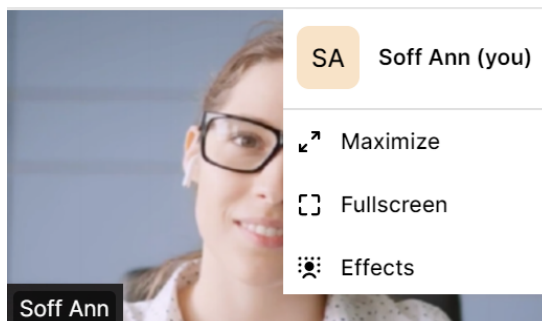 SA
Soff Ann (you)
Maximize
Fullscreen
Effects
Soff Ann